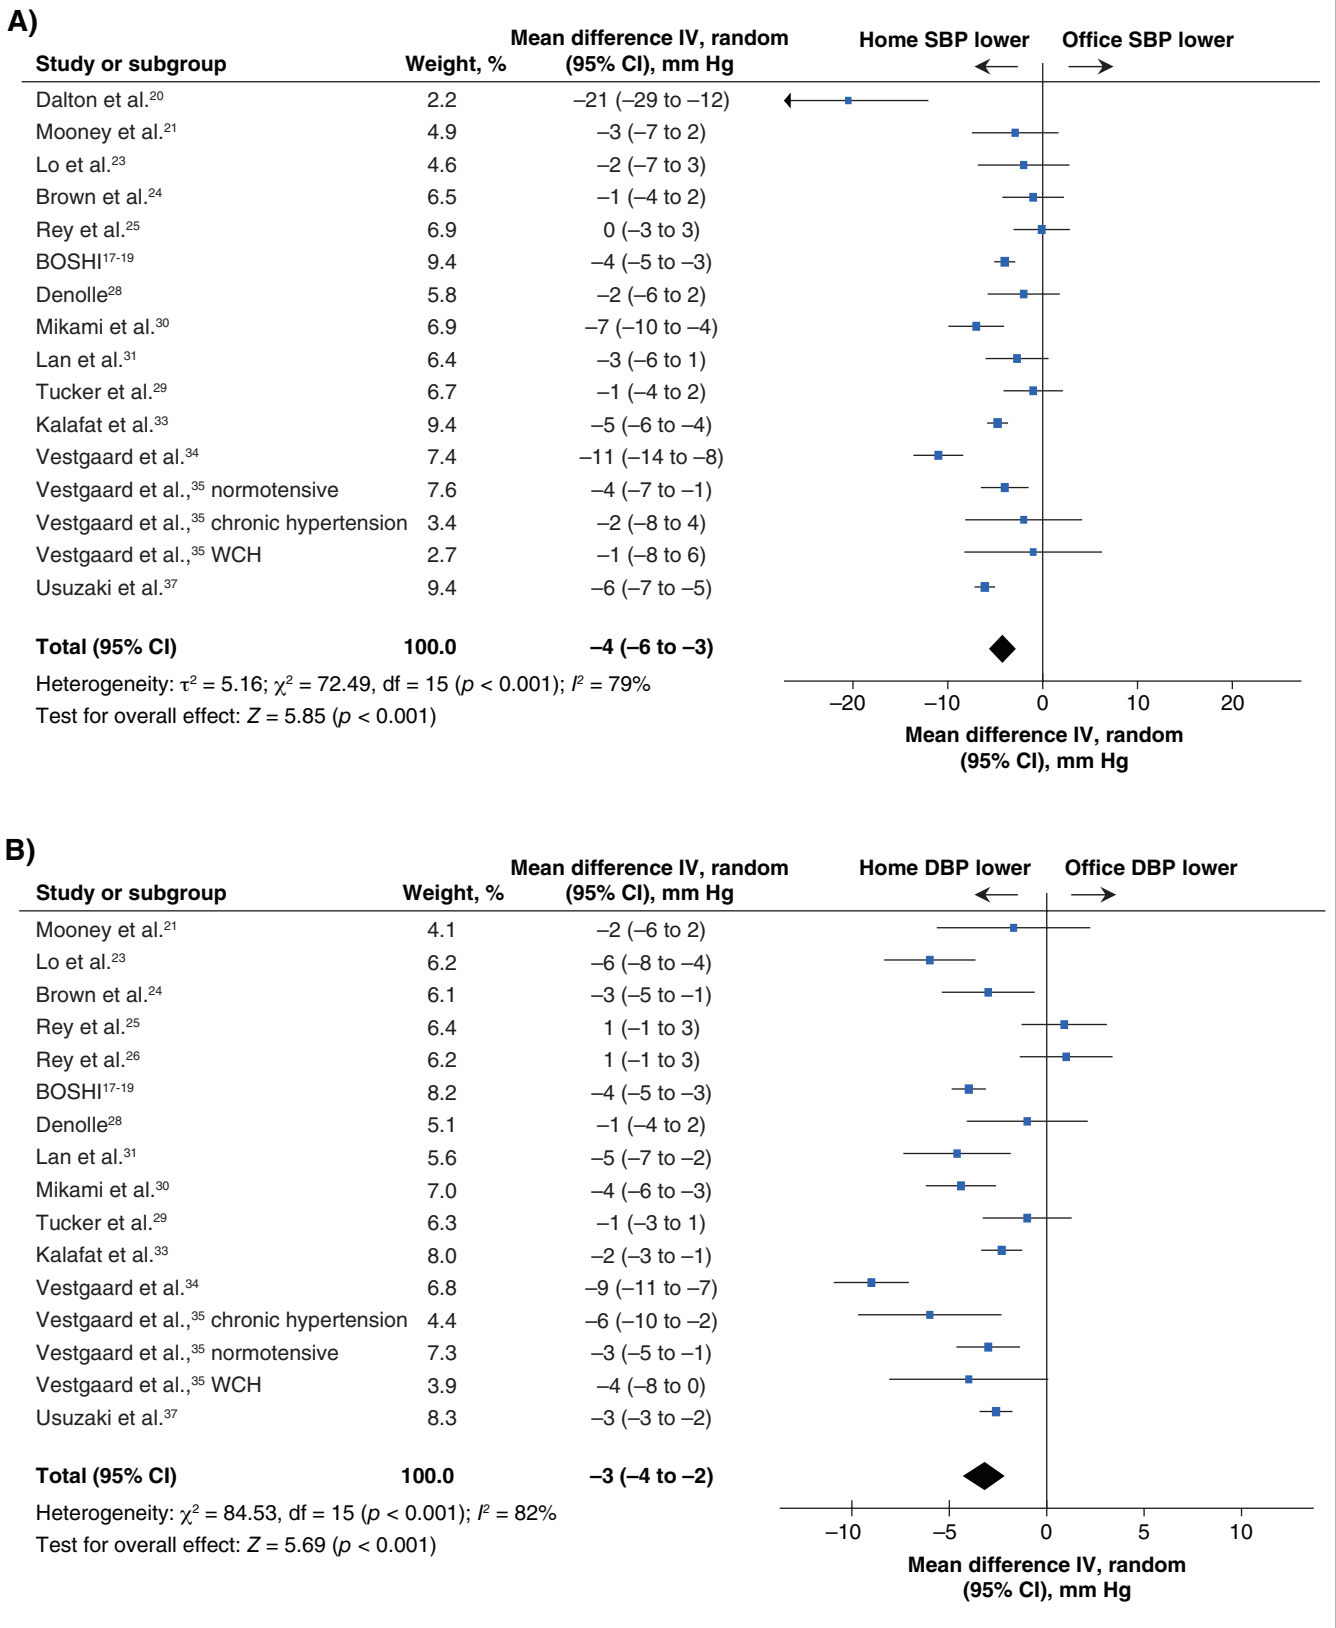 A)
Mean difference IV, random Home SBP lower Office SBP lower
Study or subgroup Weight, % (95% CI), mm Hg
Dalton et al.20 2.2 –21 (–29 to –12)
Mooney et al.21 4.9 –3 (–7 to 2)
Lo et al.23 4.6 –2 (–7 to 3)
Brown et al.24 6.5 –1 (–4 to 2)
Rey et al.25 6.9 0 (–3 to 3)
BOSHI17-19 9.4 –4 (–5 to –3)
Denolle28 5.8 –2 (–6 to 2)
Mikami et al.30 6.9 –7 (–10 to –4)
Lan et al.31 6.4 –3 (–6 to 1)
Tucker et al.29 6.7 –1 (–4 to 2)
Kalafat et al.33 9.4 –5 (–6 to –4)
Vestgaard et al.34 7.4 –11 (–14 to –8)
Vestgaard et al.,35 normotensive 7.6 –4 (–7 to –1)
Vestgaard et al.,35 chronic hypertension 3.4 –2 (–8 to 4)
Vestgaard et al.,35 WCH 2.7 –1 (–8 to 6)
Usuzaki et al.37 9.4 –6 (–7 to –5)
Total (95% CI) 100.0 –4 (–6 to –3)
Heterogeneity: τ2 = 5.16; χ2 = 72.49, df = 15 (p < 0.001); I2 = 79%
Test for overall effect: Z = 5.85 (p < 0.001)
–20 –10 0 10 20
Mean difference IV, random
(95% CI), mm Hg
B)
Mean difference IV, random Home DBP lower Office DBP lower
Study or subgroup Weight, % (95% CI), mm Hg
Mooney et al.21 4.1 –2 (–6 to 2)
Lo et al.23 6.2 –6 (–8 to –4)
Brown et al.24 6.1 –3 (–5 to –1)
Rey et al.25 6.4 1 (–1 to 3)
Rey et al.26 6.2 1 (–1 to 3)
BOSHI17-19 8.2 –4 (–5 to –3)
Denolle28 5.1 –1 (–4 to 2)
Lan et al.31 5.6 –5 (–7 to –2)
Mikami et al.30 7.0 –4 (–6 to –3)
Tucker et al.29 6.3 –1 (–3 to 1)
Kalafat et al.33 8.0 –2 (–3 to –1)
Vestgaard et al.34 6.8 –9 (–11 to –7)
Vestgaard et al.,35 chronic hypertension 4.4 –6 (–10 to –2)
Vestgaard et al.,35 normotensive 7.3 –3 (–5 to –1)
Vestgaard et al.,35 WCH 3.9 –4 (–8 to 0)
Usuzaki et al.37 8.3 –3 (–3 to –2)
Total (95% CI) 100.0 –3 (–4 to –2)
Heterogeneity: χ2 = 84.53, df = 15 (p < 0.001); I2 = 82%
Test for overall effect: Z = 5.69 (p < 0.001)
–10 –5 0 5 10
Mean difference IV, random
(95% CI), mm Hg